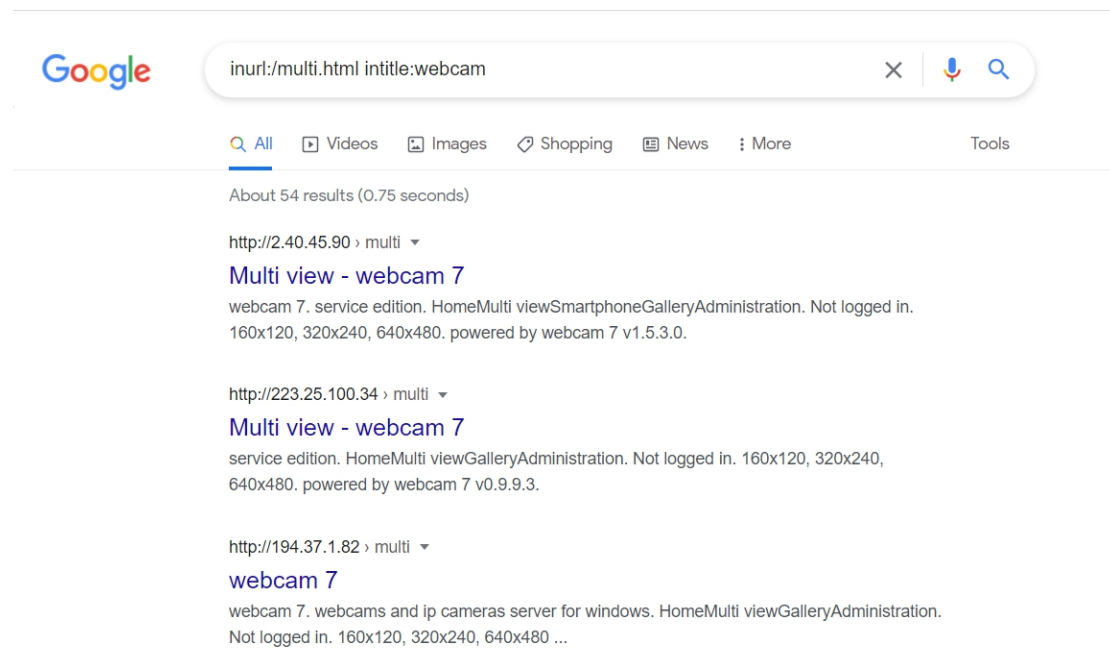 Google
inurl:/multi.html intitle:webcam
All Videos Images Shopping News More Tools
About 54 results (0.75 seconds)
http://2.40.45.90 › multi
Multi view - webcam 7
webcam 7. service edition. HomeMulti viewSmartphoneGalleryAdministration. Not logged in.
160x120, 320x240, 640x480. powered by webcam 7 v1.5.3.0.
http://223.25.100.34 › multi
Multi view - webcam 7
service edition. HomeMulti viewGalleryAdministration. Not logged in. 160x120, 320x240,
640x480. powered by webcam 7 v0.9.9.3.
http://194.37.1.82 › multi
webcam 7
webcam 7. webcams and ip cameras server for windows. HomeMulti viewGalleryAdministration.
Not logged in. 160x120, 320x240, 640x480 ...